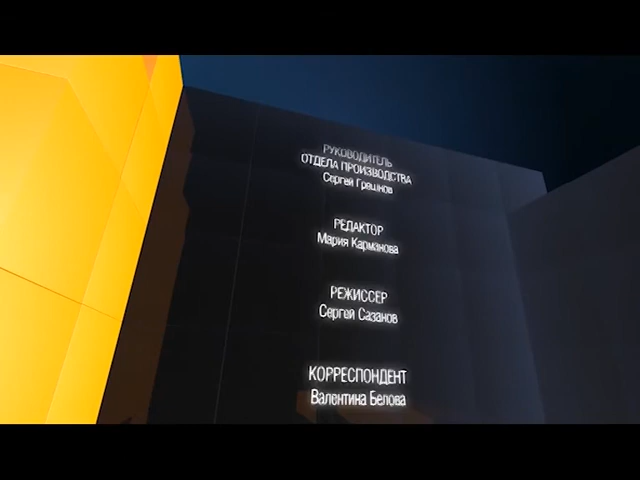 РУКОВОДИТЕЛЬ
ОТДЕЛА ПРОИЗВОДСТВА
Сергей Грешнов
РЕДАКТОР
Мария Карманова
РЕЖИССЕР
Сергей Сазанов
КОРРЕСПОНДЕНТ
Валентина Белова